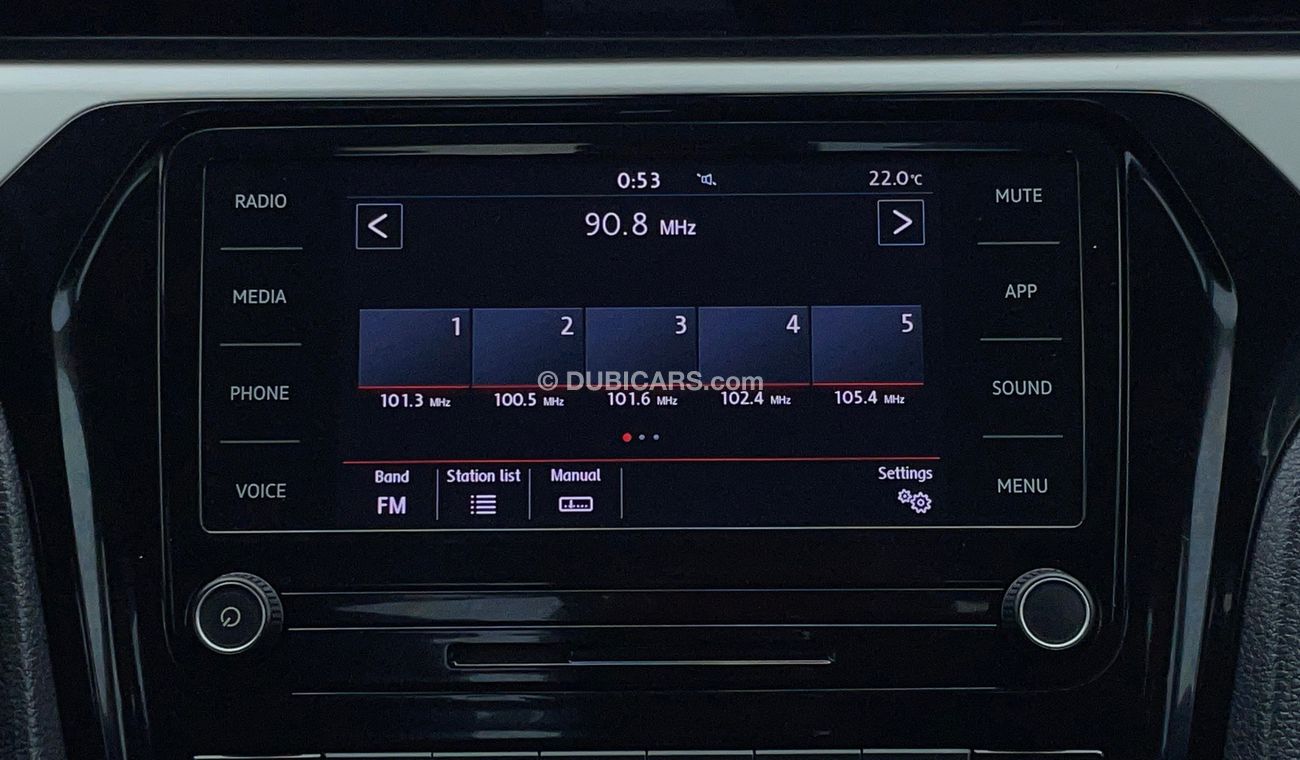 0:53 22.0°C
RADIO
MEDIA
PHONE
VOICE
< 90.8 MHz >
1 2 3 4 5
© DUBICARS.com
101.3 MHz 100.5 MHz 101.6 MHz 102.4 MHz 105.4 MHz
Band Station list Manual Settings
FM
MUTE
APP
SOUND
MENU